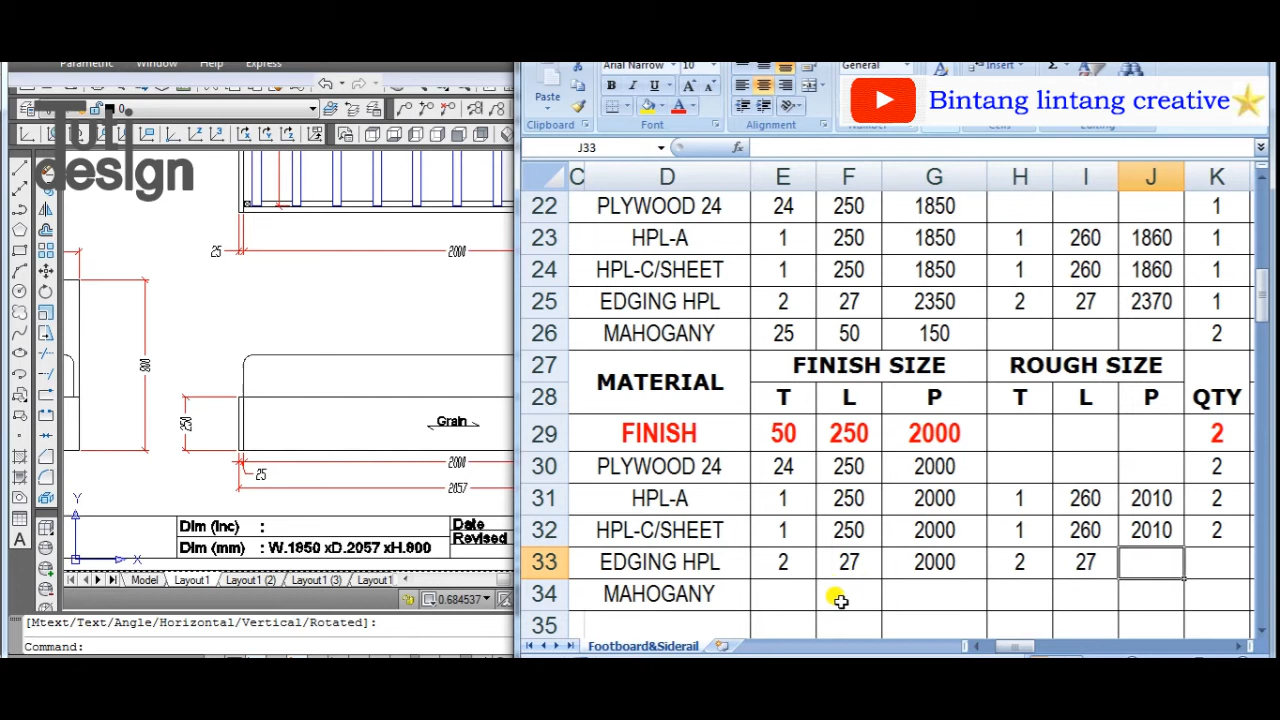 Parametric Window Help Express
0
Tuti.
design
Arial Narrow 10
General
Insert
Paste
B I U A
Clipboard Font Alignment Number Cells Editing
Bintang lintang creative
J33 fx
C D E F G H I J K
22 PLYWOOD 24 24 250 1850 1
23 HPL-A 1 250 1850 1 260 1860 1
24 HPL-C/SHEET 1 250 1850 1 260 1860 1
25 EDGING HPL 2 27 2350 2 27 2370 1
26 MAHOGANY 25 50 150 2
27 MATERIAL FINISH SIZE ROUGH SIZE QTY
28 T L P T L P
29 FINISH 50 250 2000 2
30 PLYWOOD 24 24 250 2000 2
31 HPL-A 1 250 2000 1 260 2010 2
32 HPL-C/SHEET 1 250 2000 1 260 2010 2
33 EDGING HPL 2 27 2000 2 27
34 MAHOGANY
35
Footboard&Siderail
25 2000
800
250
Grain
25
2000
2057
Y
X
Dim (inc) :
Dim (mm) : W.1850 xD.2057 xH.800
Date
Revised
Model Layout1 Layout1 (2) Layout1 (3) Layout1
0.684537
[Mtext/Text/Angle/Horizontal/Vertical/Rotated]:
Command: